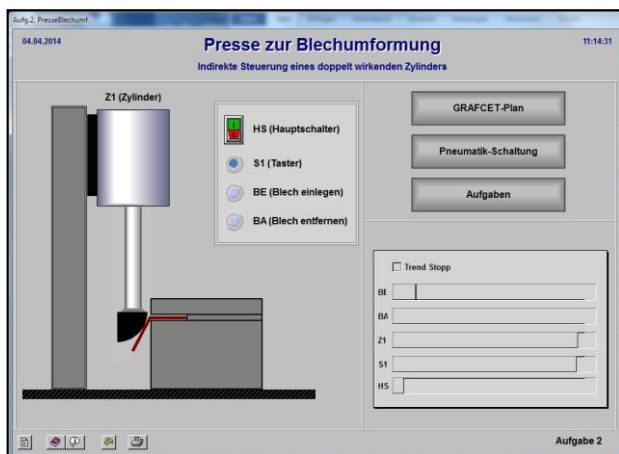 Aufg.2, PresseBlechumf.
04.04.2014
Presse zur Blechumformung
11:14:31
Indirekte Steuerung eines doppelt wirkenden Zylinders
Z1 (Zylinder)
HS (Hauptschalter)
S1 (Taster)
BE (Blech einlegen)
BA (Blech entfernen)
GRAFCET-Plan
Pneumatik-Schaltung
Aufgaben
Trend Stopp
BE
BA
Z1
S1
HS
Aufgabe 2